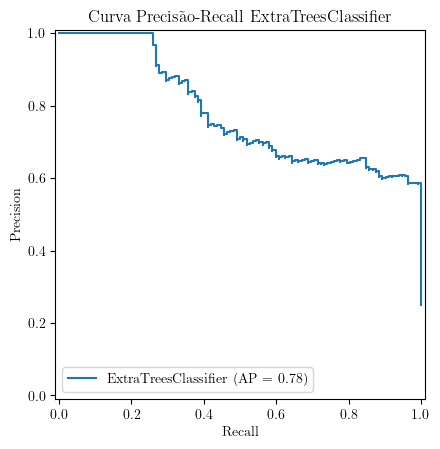 Curva Precisão-Recall ExtraTreesClassifier
1.0
0.8
0.6
0.4
0.2
0.0
Precision
ExtraTreesClassifier (AP = 0.78)
0.0 0.2 0.4 0.6 0.8 1.0
Recall